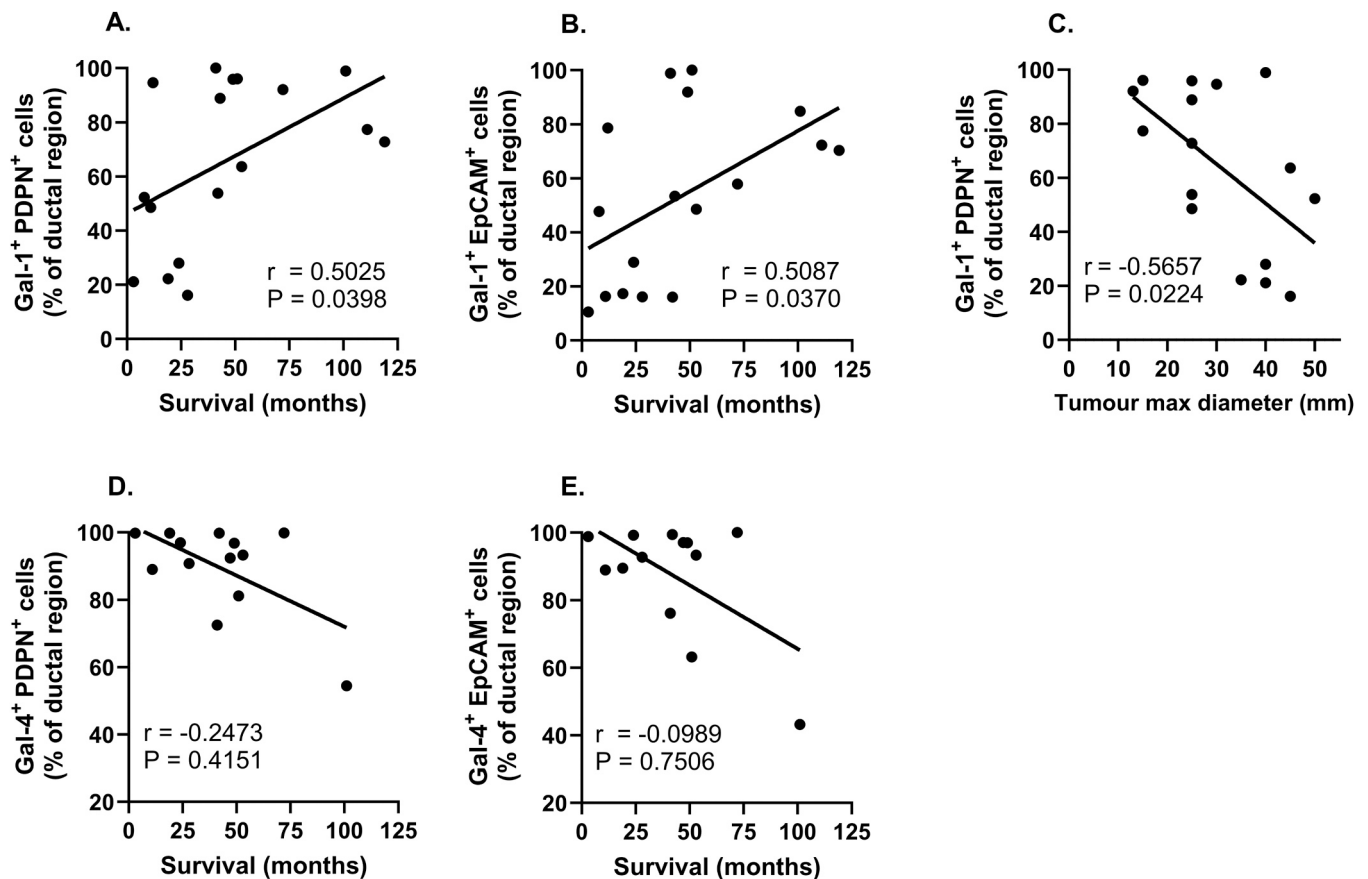 A.
Gal-1⁺ PDPN⁺ cells
(% of ductal region)
100
80
60
40
20
0
r = 0.5025
P = 0.0398
0 25 50 75 100 125
Survival (months)
B.
Gal-1⁺ EpCAM⁺ cells
(% of ductal region)
100
80
60
40
20
0
r = 0.5087
P = 0.0370
0 25 50 75 100 125
Survival (months)
C.
Gal-1⁺ PDPN⁺ cells
(% of ductal region)
100
80
60
40
20
0
r = -0.5657
P = 0.0224
0 10 20 30 40 50
Tumour max diameter (mm)
D.
Gal-4⁺ PDPN⁺ cells
(% of ductal region)
100
80
60
40
20
r = -0.2473
P = 0.4151
0 25 50 75 100 125
Survival (months)
E.
Gal-4⁺ EpCAM⁺ cells
(% of ductal region)
100
80
60
40
20
r = -0.0989
P = 0.7506
0 25 50 75 100 125
Survival (months)